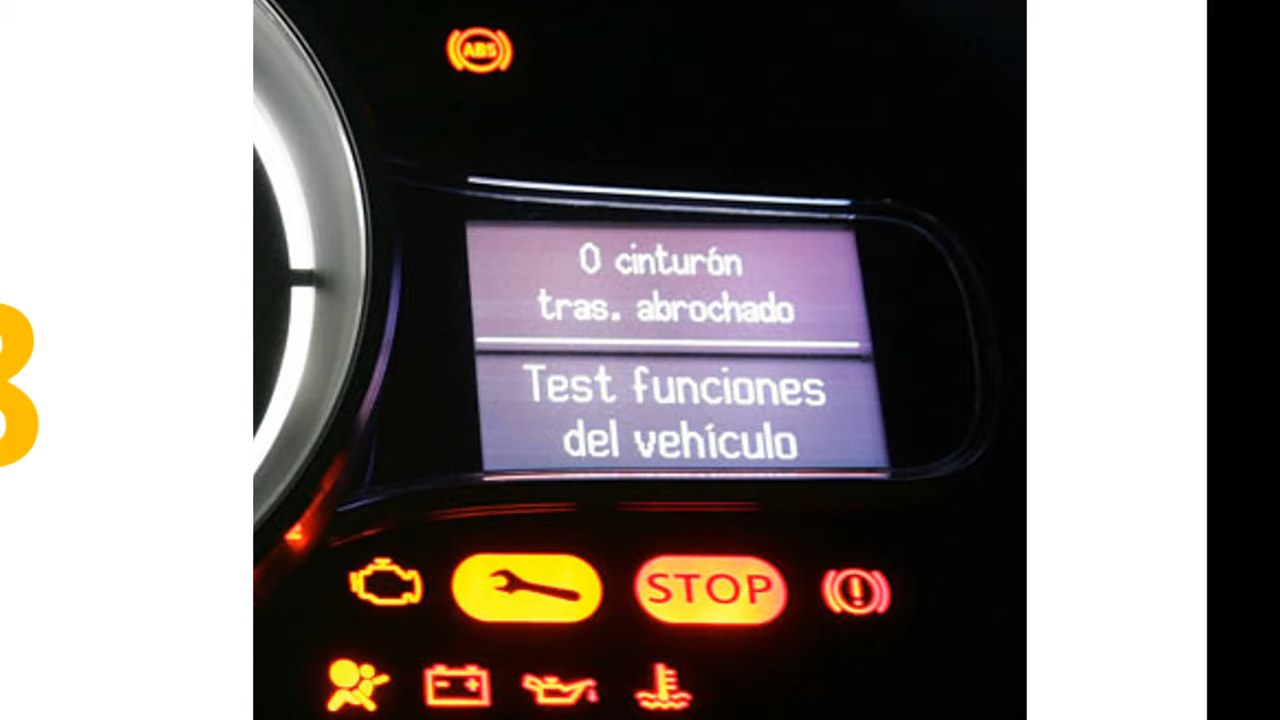 ABS
0 cinturón
tras. abrochado
Test funciones
del vehículo
STOP